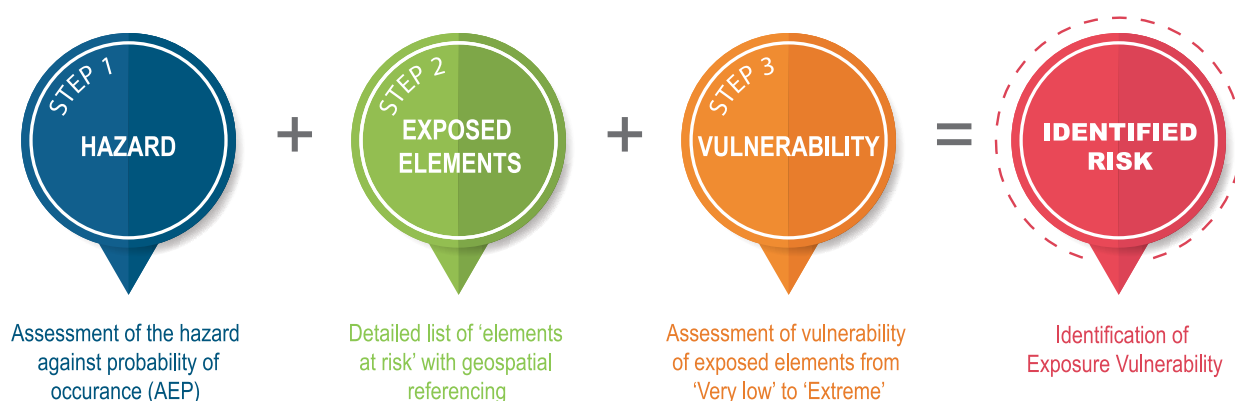 STEP 1
HAZARD
+
STEP 2
EXPOSED
ELEMENTS
+
STEP 3
VULNERABILITY
=
IDENTIFIED
RISK
Assessment of the hazard
against probability of
occurance (AEP)
Detailed list of ‘elements
at risk’ with geospatial
referencing
Assessment of vulnerability
of exposed elements from
‘Very low’ to ‘Extreme’
Identification of
Exposure Vulnerability